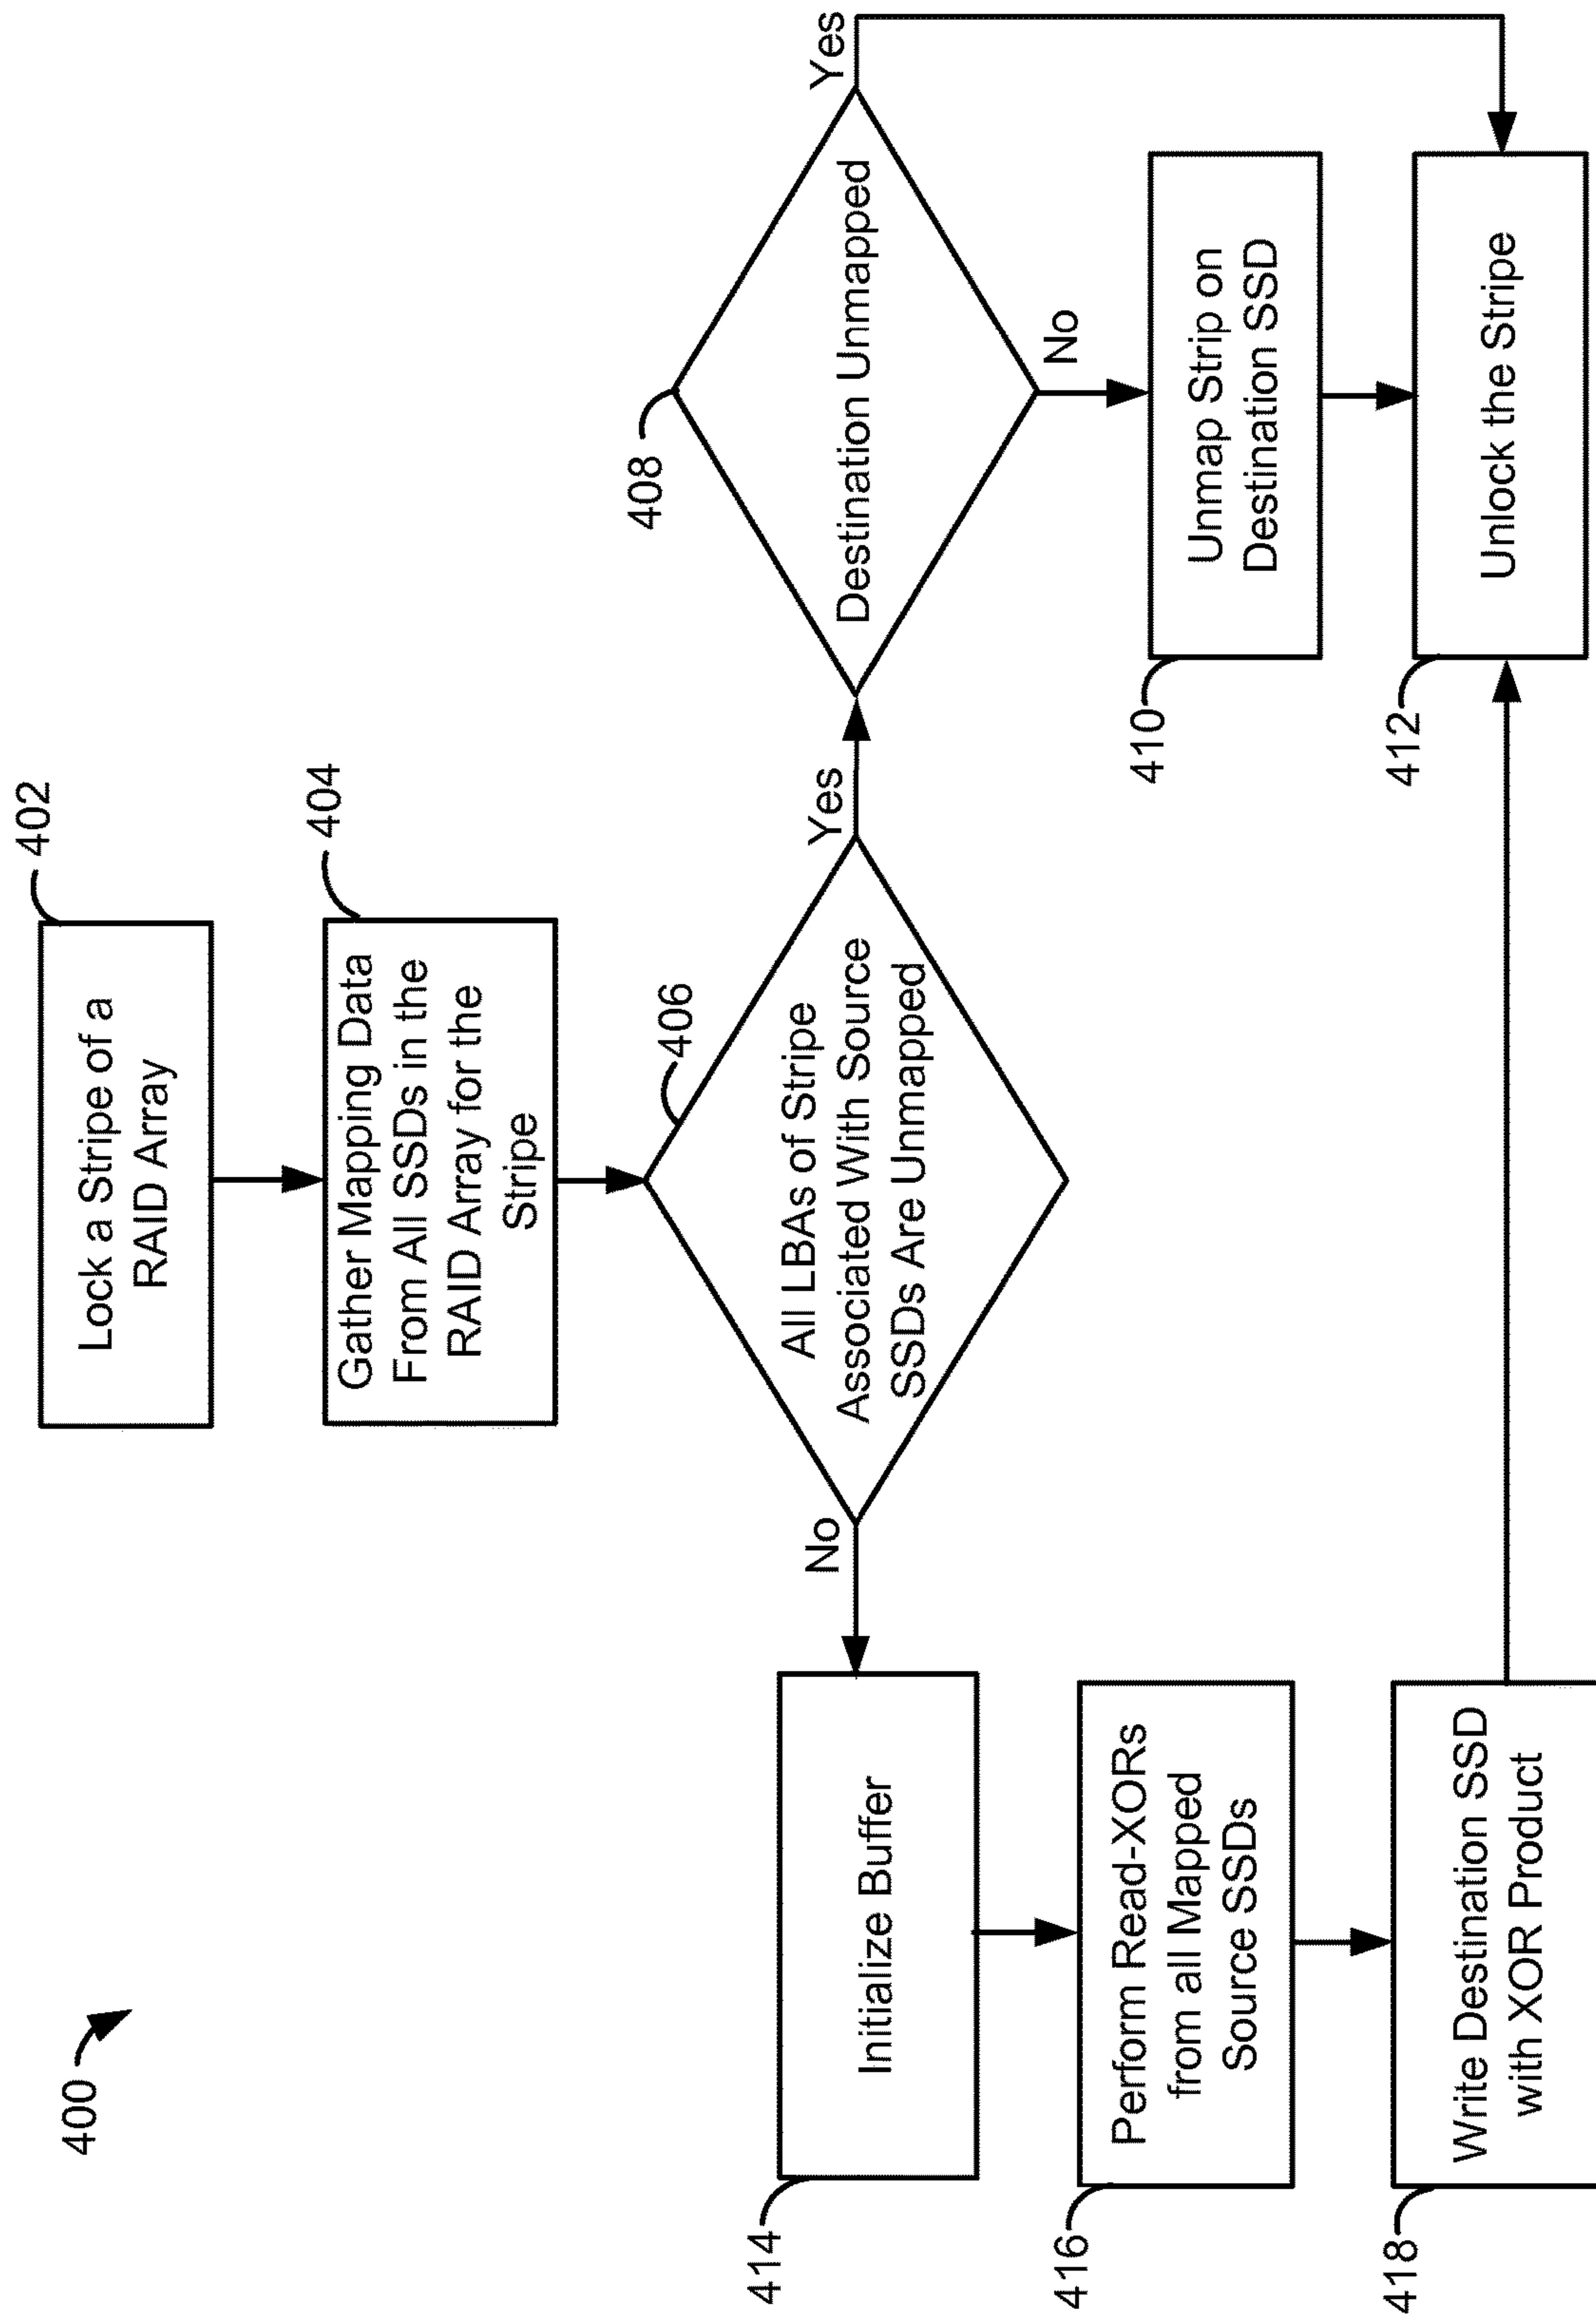 400
402
Lock a Stripe of a
RAID Array
404
Gather Mapping Data
From All SSDs in the
RAID Array for the
Stripe
406
All LBAs of Stripe
Associated With Source
SSDs Are Unmapped
No
Yes
408
Destination Unmapped
Yes
No
410
Unmap Strip on
Destination SSD
412
Unlock the Stripe
414
Initialize Buffer
416
Perform Read-XORs
from all Mapped
Source SSDs
418
Write Destination SSD
with XOR Product